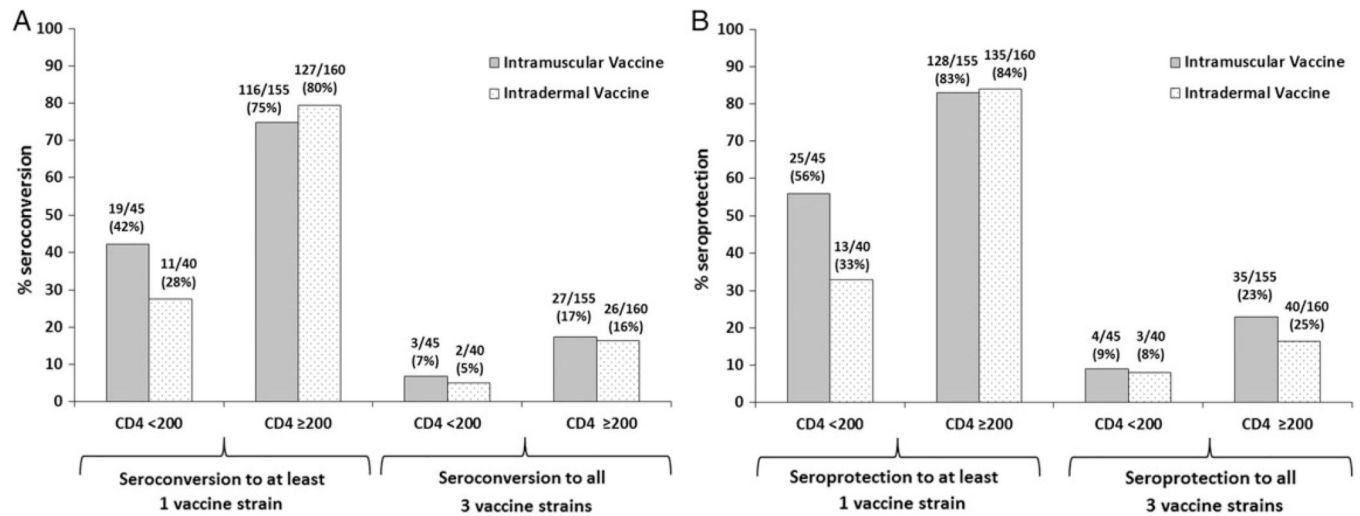 A
% seroconversion
100
90
80
70
60
50
40
30
20
10
0
Intramuscular Vaccine
Intradermal Vaccine
19/45
(42%)
11/40
(28%)
116/155
(75%)
127/160
(80%)
3/45
(7%)
2/40
(5%)
27/155
(17%)
26/160
(16%)
CD4 <200
CD4 ≥200
CD4 <200
CD4 ≥200
Seroconversion to at least
1 vaccine strain
Seroconversion to all
3 vaccine strains
B
% seroprotection
100
90
80
70
60
50
40
30
20
10
0
Intramuscular Vaccine
Intradermal Vaccine
25/45
(56%)
13/40
(33%)
128/155
(83%)
135/160
(84%)
4/45
(9%)
3/40
(8%)
35/155
(23%)
40/160
(25%)
CD4 <200
CD4 ≥200
CD4 <200
CD4 ≥200
Seroprotection to at least
1 vaccine strain
Seroprotection to all
3 vaccine strains